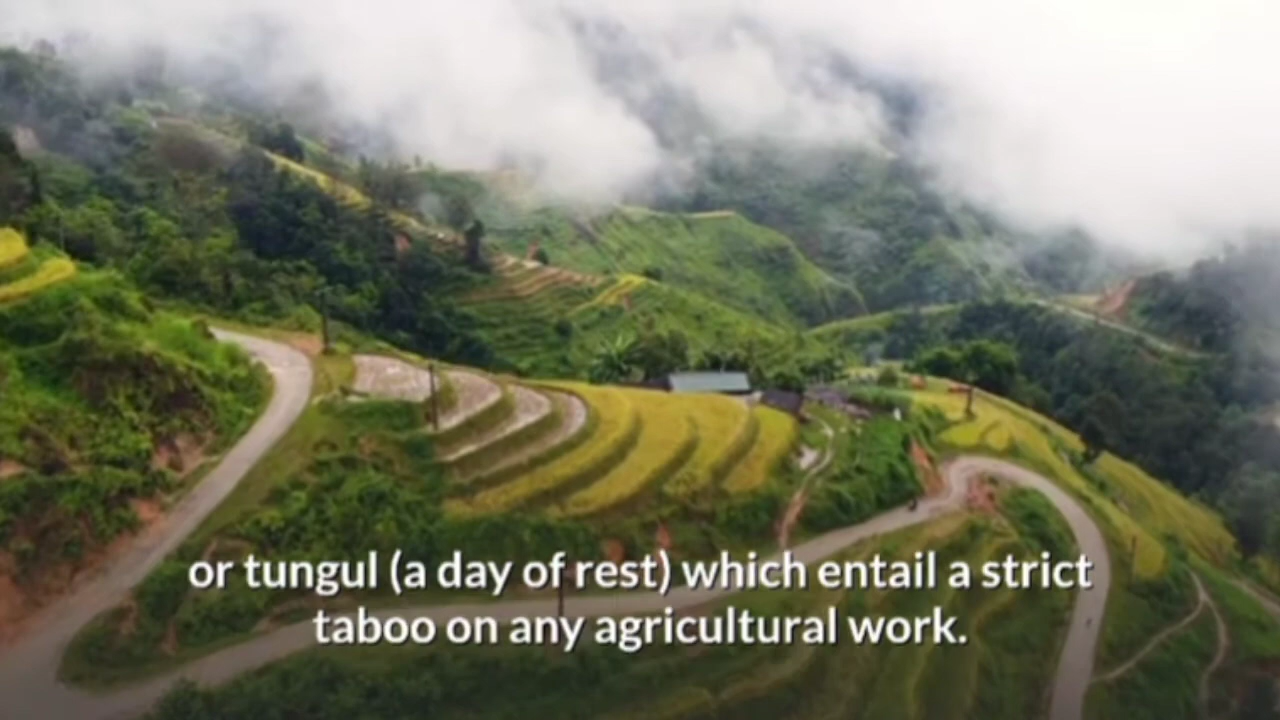 or tungul (a day of rest) which entail a strict
taboo on any agricultural work.